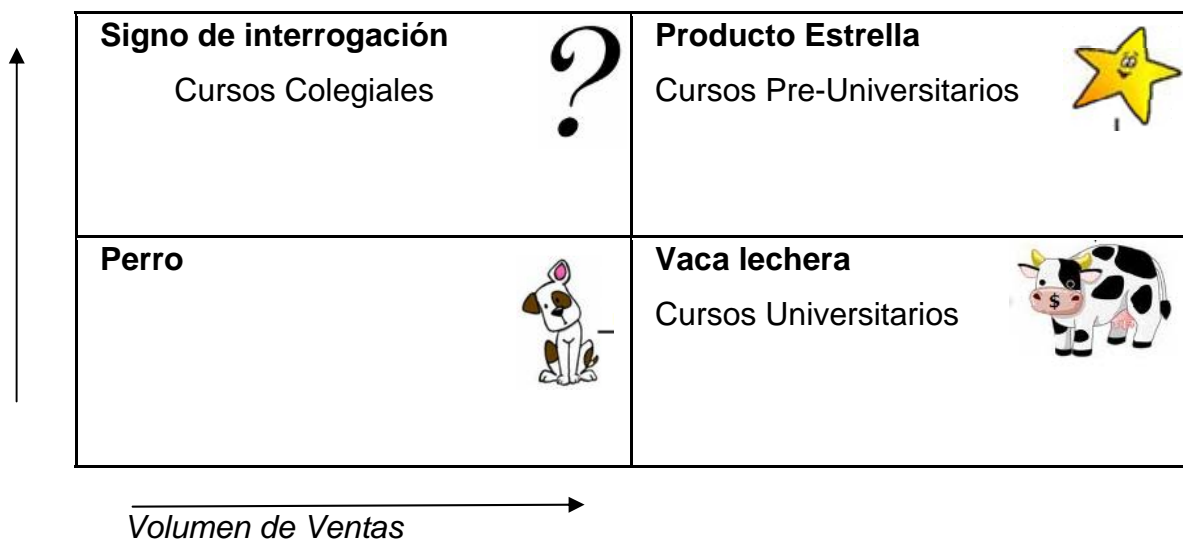 Signo de interrogación
Cursos Colegiales
?
Producto Estrella
Cursos Pre-Universitarios
Perro
Vaca lechera
Cursos Universitarios
$
Volumen de Ventas